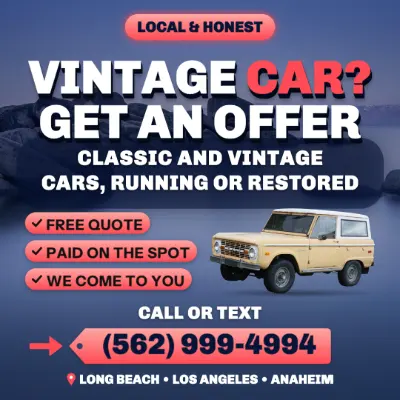 LOCAL & HONEST
VINTAGE CAR?
GET AN OFFER
CLASSIC AND VINTAGE
CARS, RUNNING OR RESTORED
FREE QUOTE
PAID ON THE SPOT
WE COME TO YOU
CALL OR TEXT
(562) 999-4994
LONG BEACH • LOS ANGELES • ANAHEIM